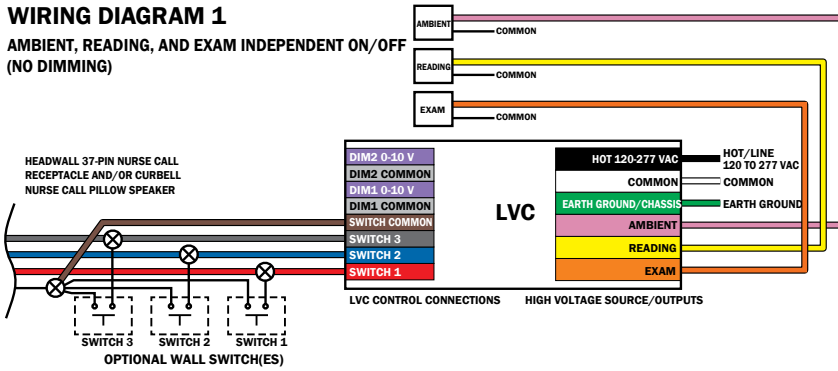 WIRING DIAGRAM 1
AMBIENT, READING, AND EXAM INDEPENDENT ON/OFF
(NO DIMMING)
AMBIENT
COMMON
READING
COMMON
EXAM
COMMON
HEADWALL 37-PIN NURSE CALL
RECEPTACLE AND/OR CURBELL
NURSE CALL PILLOW SPEAKER
DIM2 0-10 V
DIM2 COMMON
DIM1 0-10 V
DIM1 COMMON
SWITCH COMMON
SWITCH 3
SWITCH 2
SWITCH 1
LVC
HOT 120-277 VAC
COMMON
EARTH GROUND/CHASSIS
AMBIENT
READING
EXAM
HOT/LINE
120 TO 277 VAC
COMMON
EARTH GROUND
LVC CONTROL CONNECTIONS
HIGH VOLTAGE SOURCE/OUTPUTS
SWITCH 3
SWITCH 2
SWITCH 1
OPTIONAL WALL SWITCH(ES)